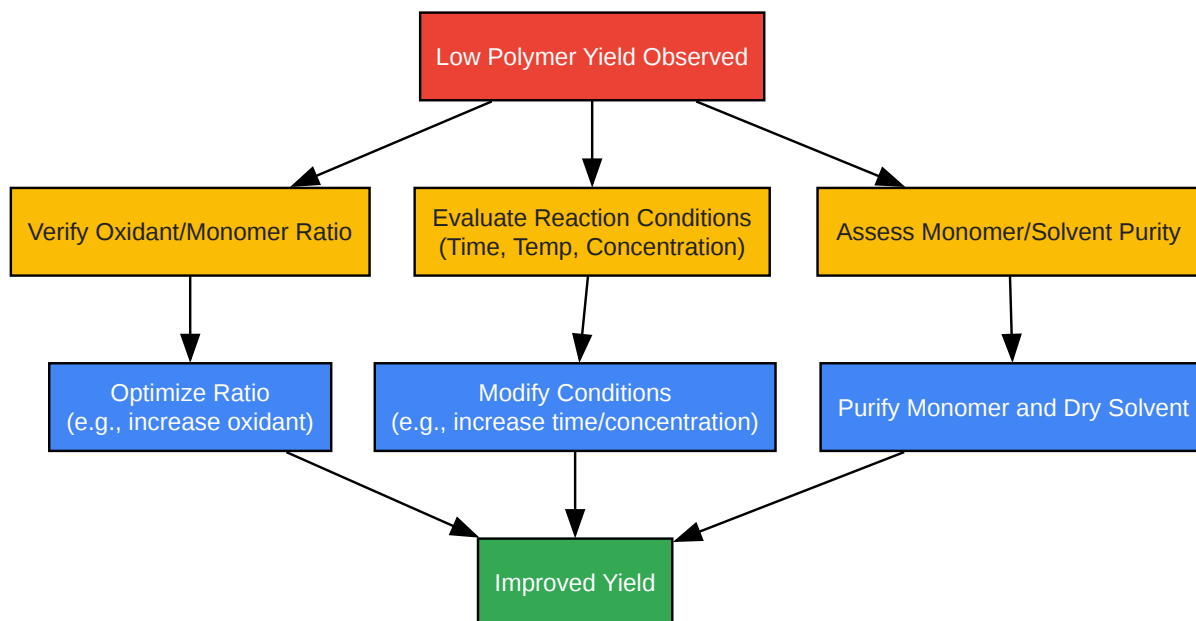 Low Polymer Yield Observed
Verify Oxidant/Monomer Ratio
Evaluate Reaction Conditions
(Time, Temp, Concentration)
Assess Monomer/Solvent Purity
Optimize Ratio
(e.g., increase oxidant)
Modify Conditions
(e.g., increase time/concentration)
Purify Monomer and Dry Solvent
Improved Yield